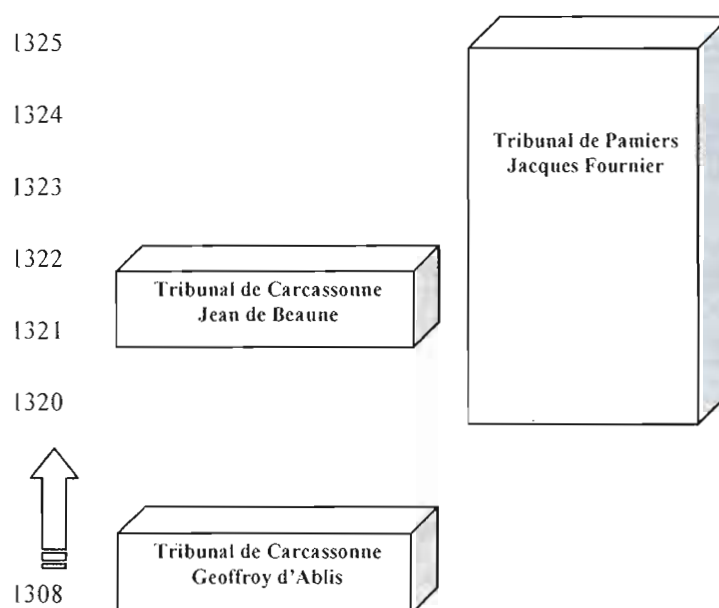 1325
1324
Tribunal de Pamiers
Jacques Fournier
1323
1322
Tribunal de Carcassonne
Jean de Beaune
1321
1320
Tribunal de Carcassonne
Geoffroy d'Ablis
1308